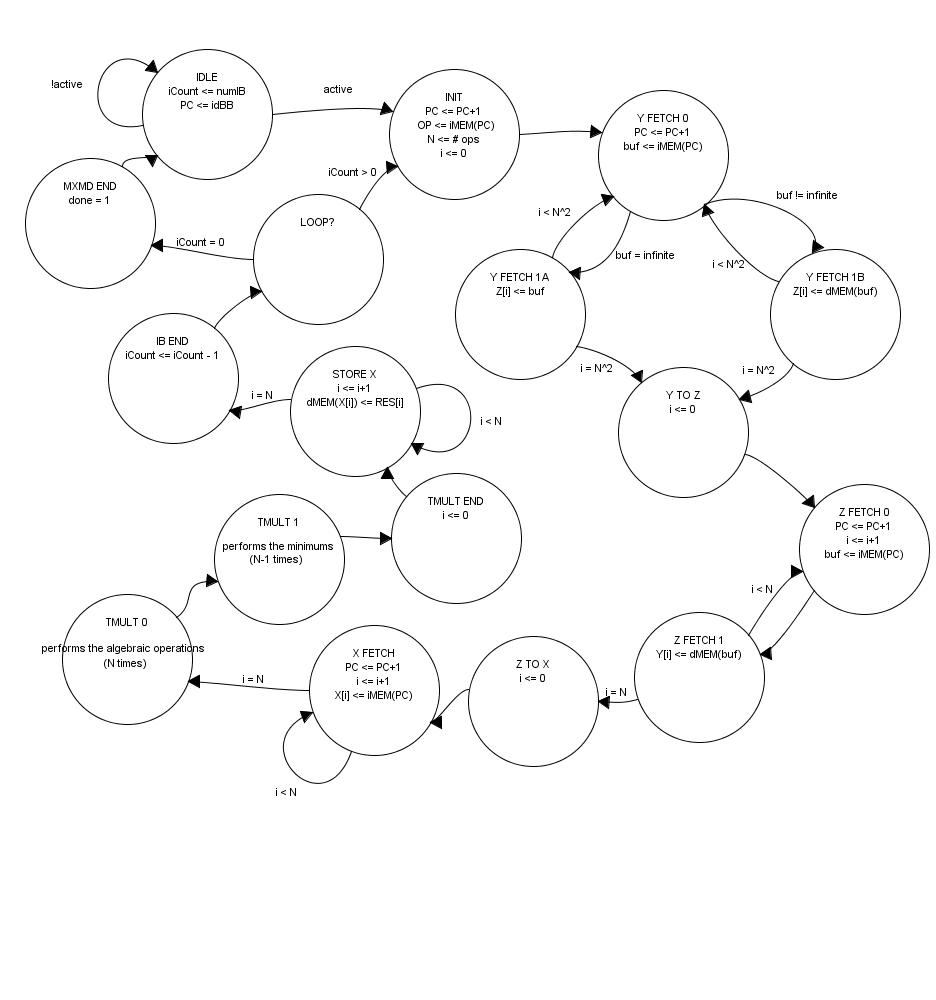 !active
IDLE
iCount <= numIB
PC <= idBB
active
INIT
PC <= PC+1
OP <= iMEM(PC)
N <= # ops
i <= 0
Y FETCH 0
PC <= PC+1
buf <= iMEM(PC)
MXMD END
done = 1
iCount > 0
LOOP?
iCount = 0
i < N^2
buf = infinite
buf != infinite
i < N^2
Y FETCH 1A
Z[i] <= buf
Y FETCH 1B
Z[i] <= dMEM(buf)
IB END
iCount <= iCount - 1
i = N^2
i = N^2
STORE X
i <= i+1
dMEM(X[i]) <= RES[i]
i = N
i < N
Y TO Z
i <= 0
TMULT END
i <= 0
Z FETCH 0
PC <= PC+1
i <= i+1
buf <= iMEM(PC)
TMULT 1
performs the minimums
(N-1 times)
i < N
TMULT 0
performs the algebraic operations
(N times)
X FETCH
PC <= PC+1
i <= i+1
X[i] <= iMEM(PC)
i = N
i < N
Z TO X
i <= 0
i = N
Z FETCH 1
Y[i] <= dMEM(buf)